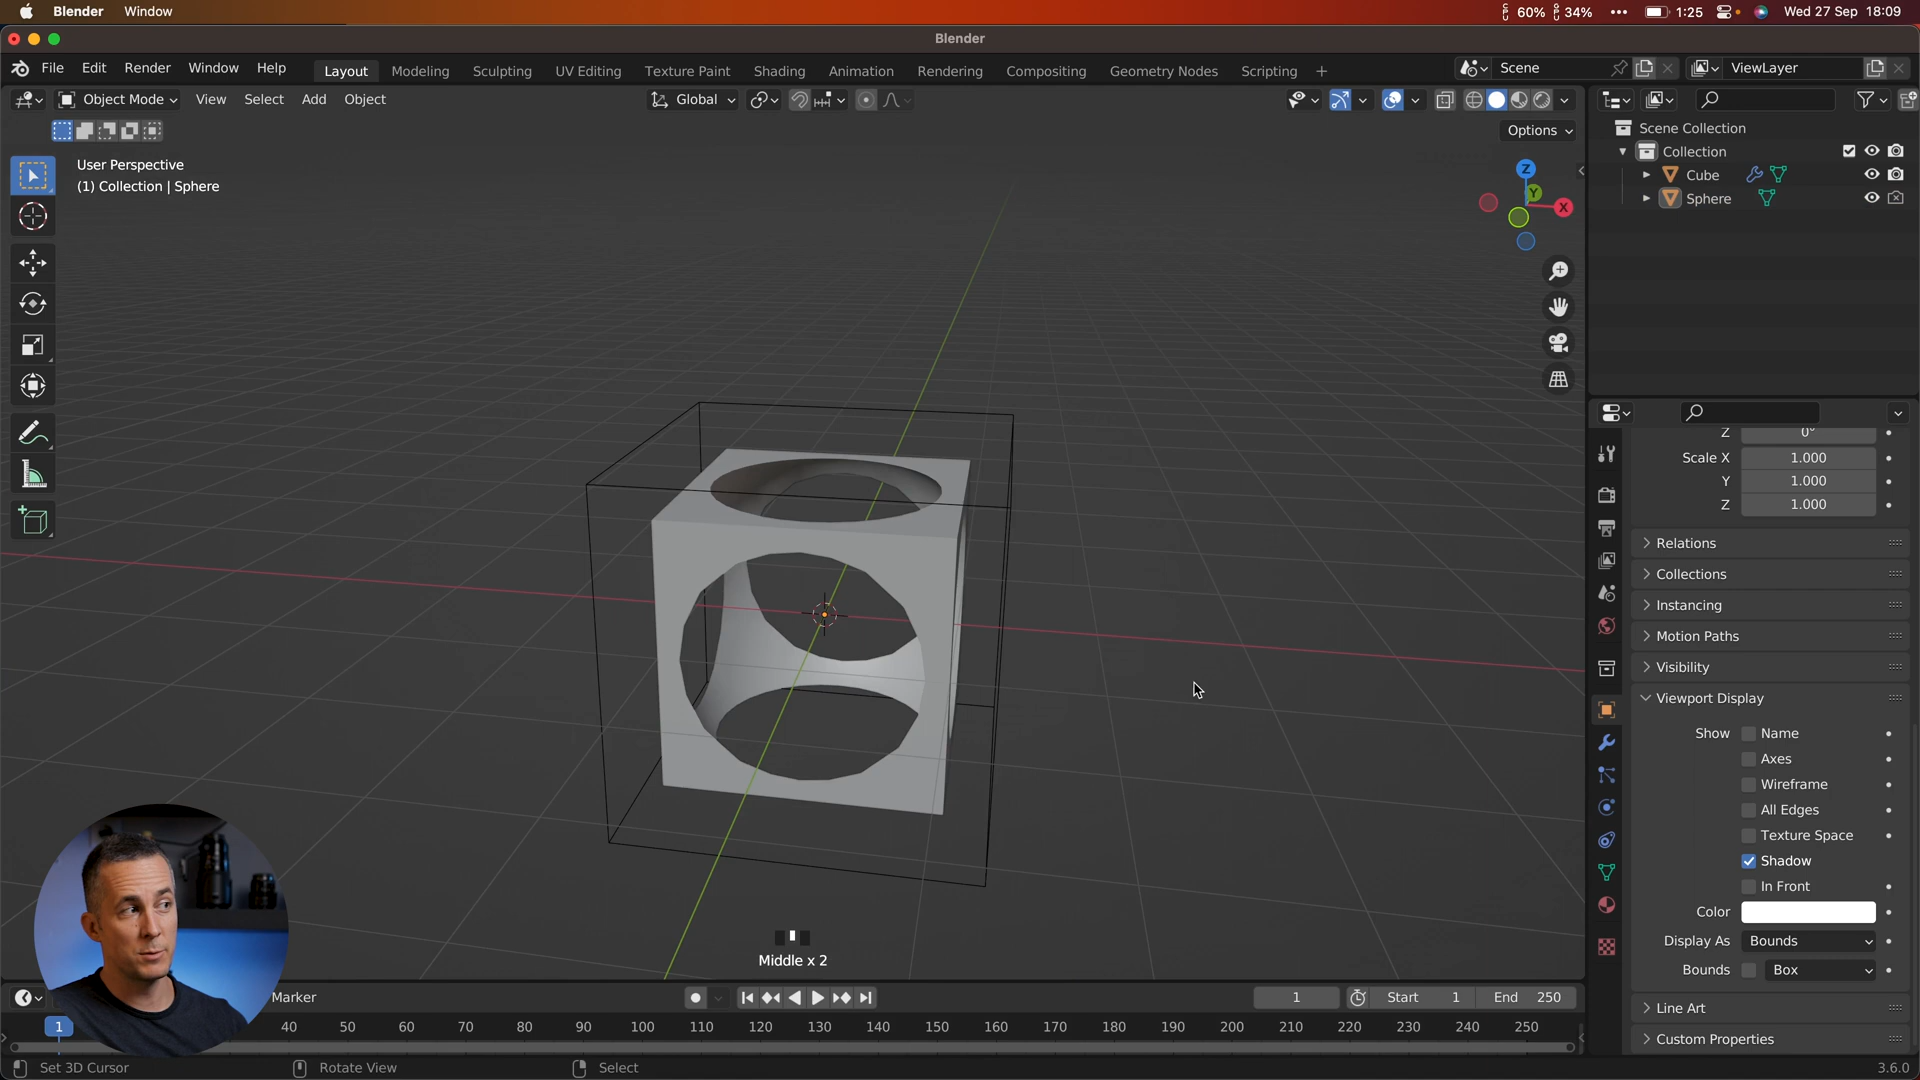 Blender Window
60% 34% ••• 1:25 Wed 27 Sep 18:09
Blender
File Edit Render Window Help
Layout Modeling Sculpting UV Editing Texture Paint Shading Animation Rendering Compositing Geometry Nodes Scripting +
Scene ViewLayer
Object Mode View Select Add Object
Global
Options
User Perspective
(1) Collection | Sphere
Z
Y
X
Scene Collection
Collection
Cube
Sphere
Z 0°
Scale X 1.000
Y 1.000
Z 1.000
Relations
Collections
Instancing
Motion Paths
Visibility
Viewport Display
Show Name
Axes
Wireframe
All Edges
Texture Space
Shadow
In Front
Color
Display As Bounds
Bounds Box
Line Art
Custom Properties
Middle x 2
Marker
1 Start 1 End 250
1 40 50 60 70 80 90 100 110 120 130 140 150 160 170 180 190 200 210 220 230 240 250
Set 3D Cursor Rotate View Select 3.6.0